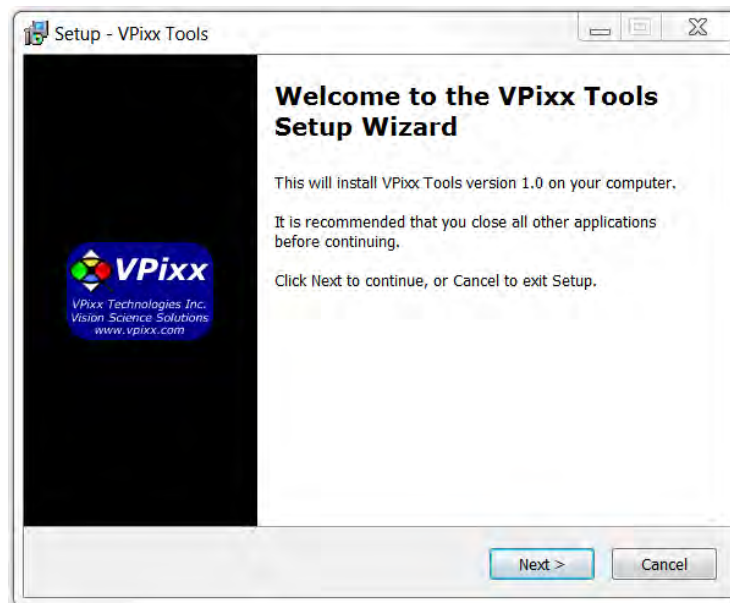 Setup - VPixx Tools
Welcome to the VPixx Tools
Setup Wizard
This will install VPixx Tools version 1.0 on your computer.
It is recommended that you close all other applications
before continuing.
Click Next to continue, or Cancel to exit Setup.
VPixx
VPixx Technologies Inc.
Vision Science Solutions
www.vpixx.com
Next >
Cancel